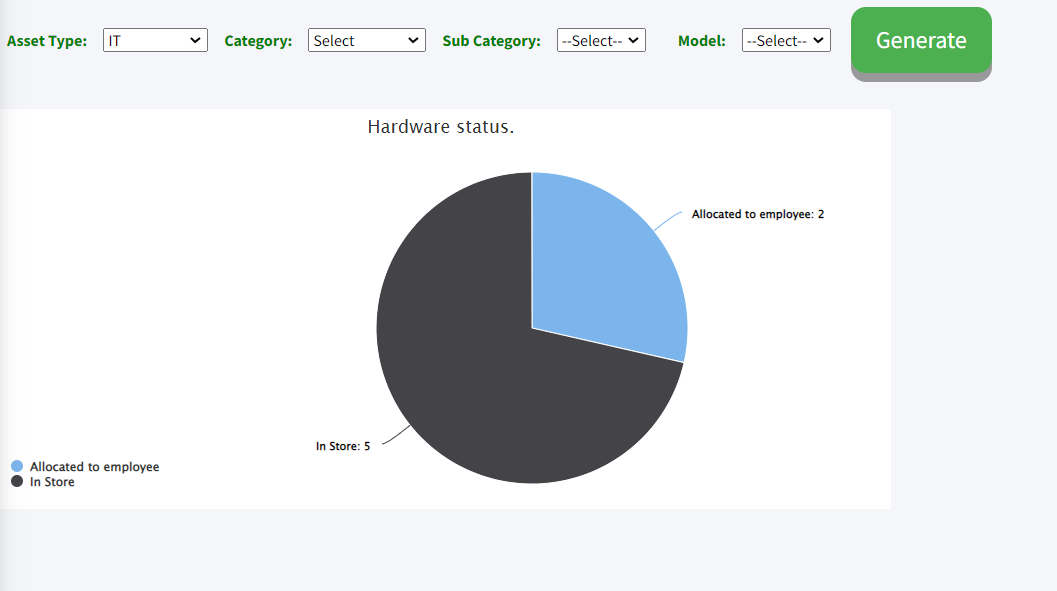 Asset Type: IT Category: Select Sub Category: --Select-- Model: --Select-- Generate
Hardware status.
Allocated to employee: 2
In Store: 5
Allocated to employee
In Store